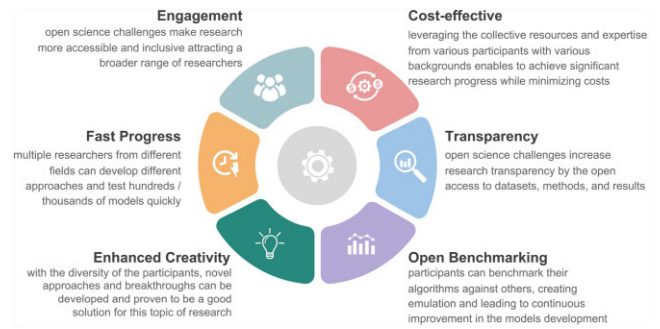 Engagement
open science challenges make research
more accessible and inclusive attracting a
broader range of researchers
Cost-effective
leveraging the collective resources and expertise
from various participants with various
backgrounds enables to achieve significant
research progress while minimizing costs
Fast Progress
multiple researchers from different
fields can develop different
approaches and test hundreds /
thousands of models quickly
Transparency
open science challenges increase
research transparency by the open
access to datasets, methods, and results
Enhanced Creativity
with the diversity of the participants, novel
approaches and breakthroughs can be
developed and proven to be a good
solution for this topic of research
Open Benchmarking
participants can benchmark their
algorithms against others, creating
emulation and leading to continuous
improvement in the models development